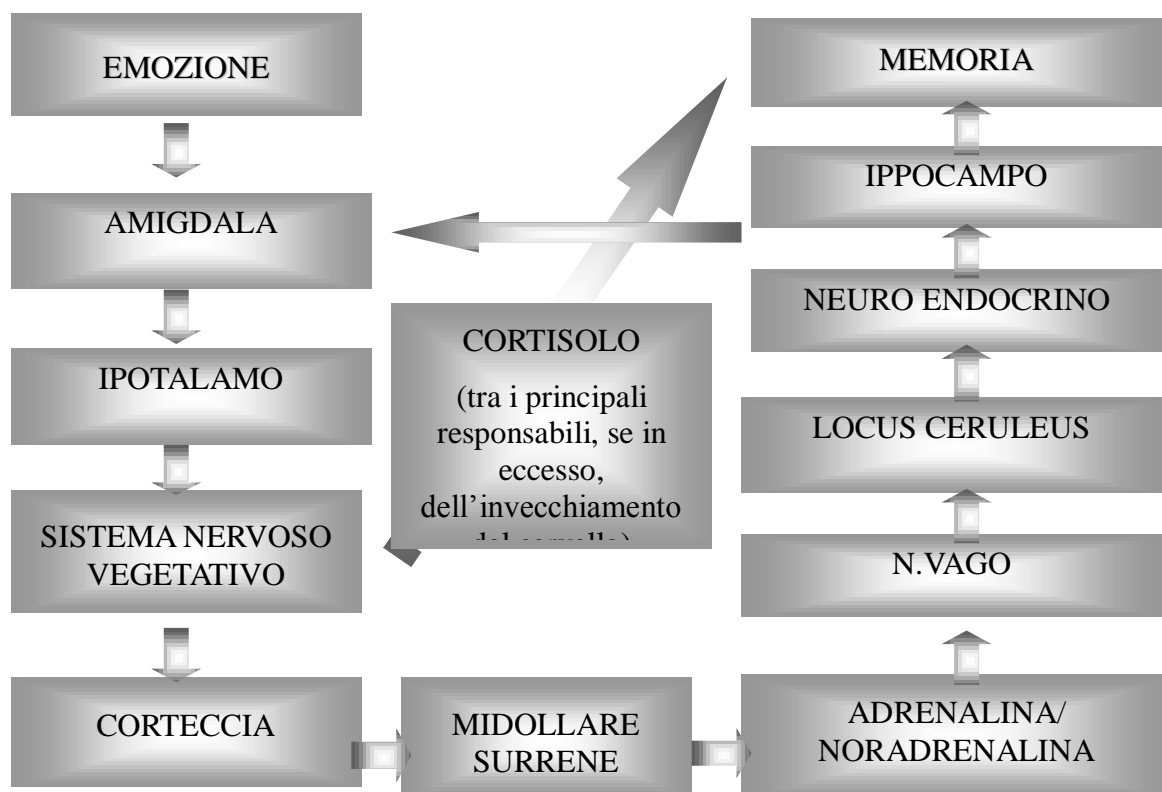 EMOZIONE
AMIGDALA
IPOTALAMO
SISTEMA NERVOSO
VEGETATIVO
CORTECCIA
MIDOLLARE
SURRENE
ADRENALINA/
NORADRENALINA
N.VAGO
LOCUS CERULEUS
NEURO ENDOCRINO
IPPOCAMPO
MEMORIA
CORTISOLO
(tra i principali
responsabili, se in
eccesso,
dell’invecchiamento